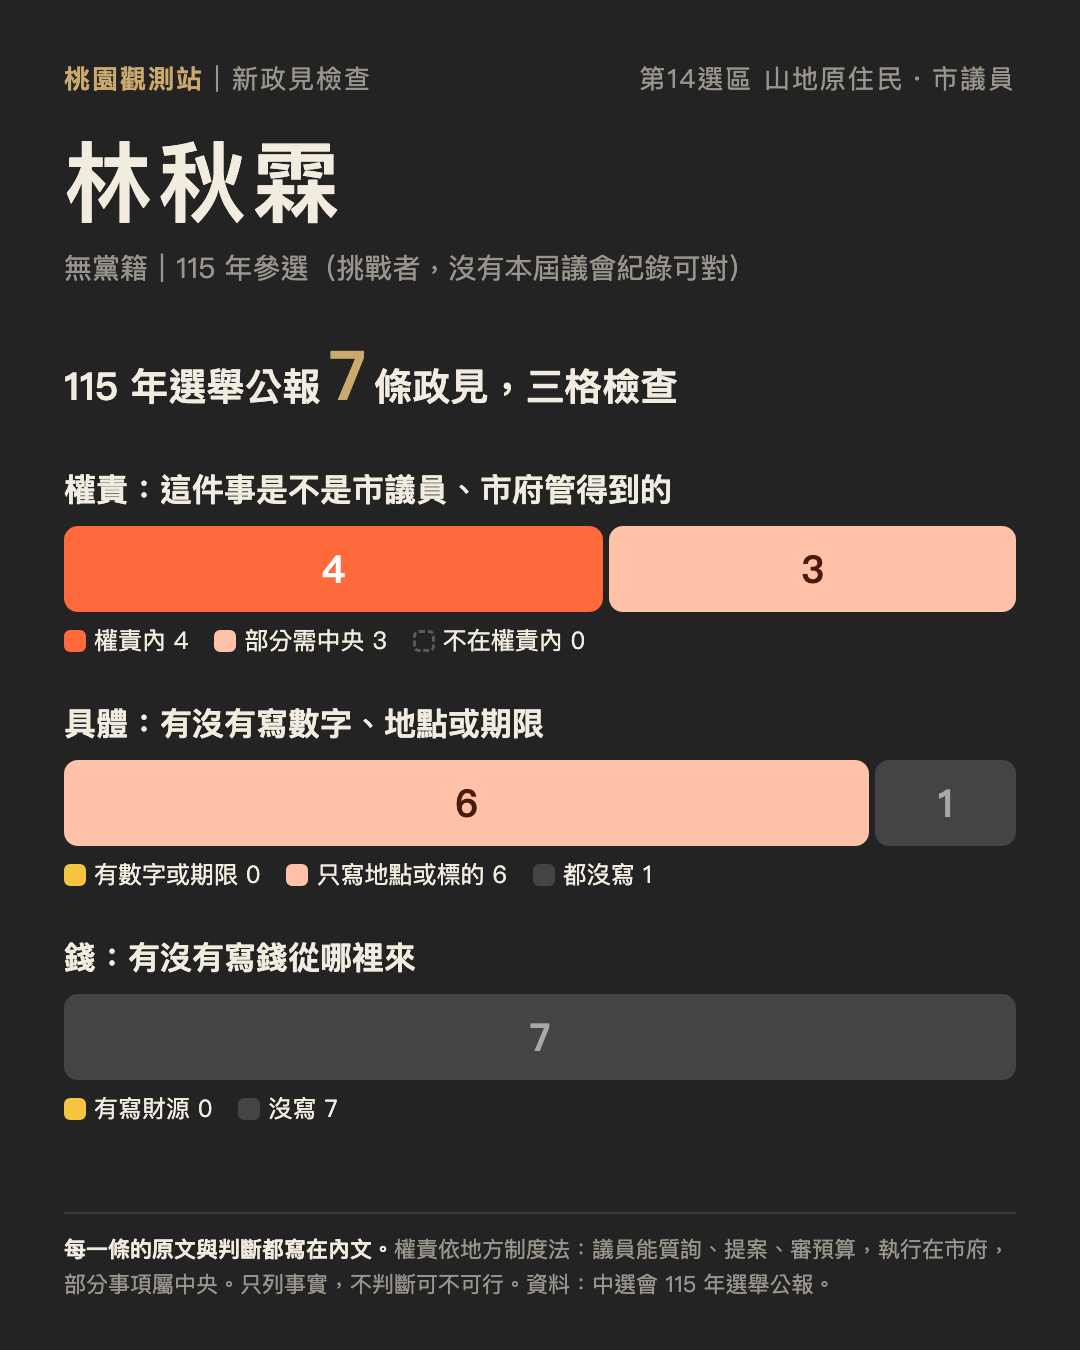 桃園觀測站｜新政見檢查
第14選區 山地原住民・市議員
林秋霖
無黨籍｜115 年參選（挑戰者，沒有本屆議會紀錄可對）
115 年選舉公報 7 條政見，三格檢查
權責：這件事是不是市議員、市府管得到的
4
3
權責內 4 部分需中央 3 不在權責內 0
具體：有沒有寫數字、地點或期限
6
1
有數字或期限 0 只寫地點或標的 6 都沒寫 1
錢：有沒有寫錢從哪裡來
7
有寫財源 0 沒寫 7
每一條的原文與判斷都寫在內文。權責依地方制度法：議員能質詢、提案、審預算，執行在市府，
部分事項屬中央。只列事實，不判斷可不可行。資料：中選會 115 年選舉公報。